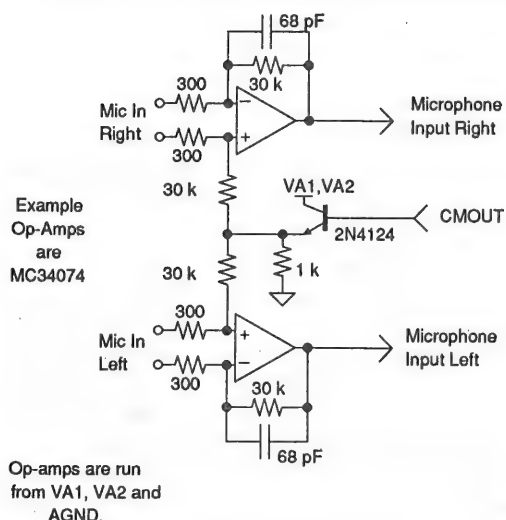 68 pF
30 k
300
Mic In
Right
300
Microphone
Input Right
30 k
VA1,VA2
CMOUT
2N4124
Example
Op-Amps
are
MC34074
30 k
1 k
300
Mic In
Left
300
Microphone
Input Left
30 k
68 pF
Op-amps are run
from VA1, VA2 and
AGND.